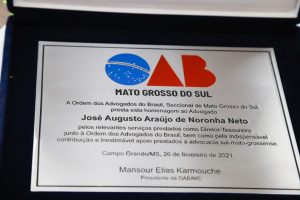 OAB
MATO GROSSO DO SUL
A Ordem dos Advogados do Brasil, Seccional de Mato Grosso do Sul,
presta esta homenagem ao Advogado
José Augusto Araújo de Noronha Neto
pelos relevantes serviços prestados como Diretor-Tesoureiro
junto à Ordem dos Advogados do Brasil, bem como pela indispensável
contribuição e inestimável apoio prestados à advocacia sul-mato-grossense.
Campo Grande/MS, 26 de fevereiro de 2021.
Mansour Elias Karmouche
Presidente da OAB/MS